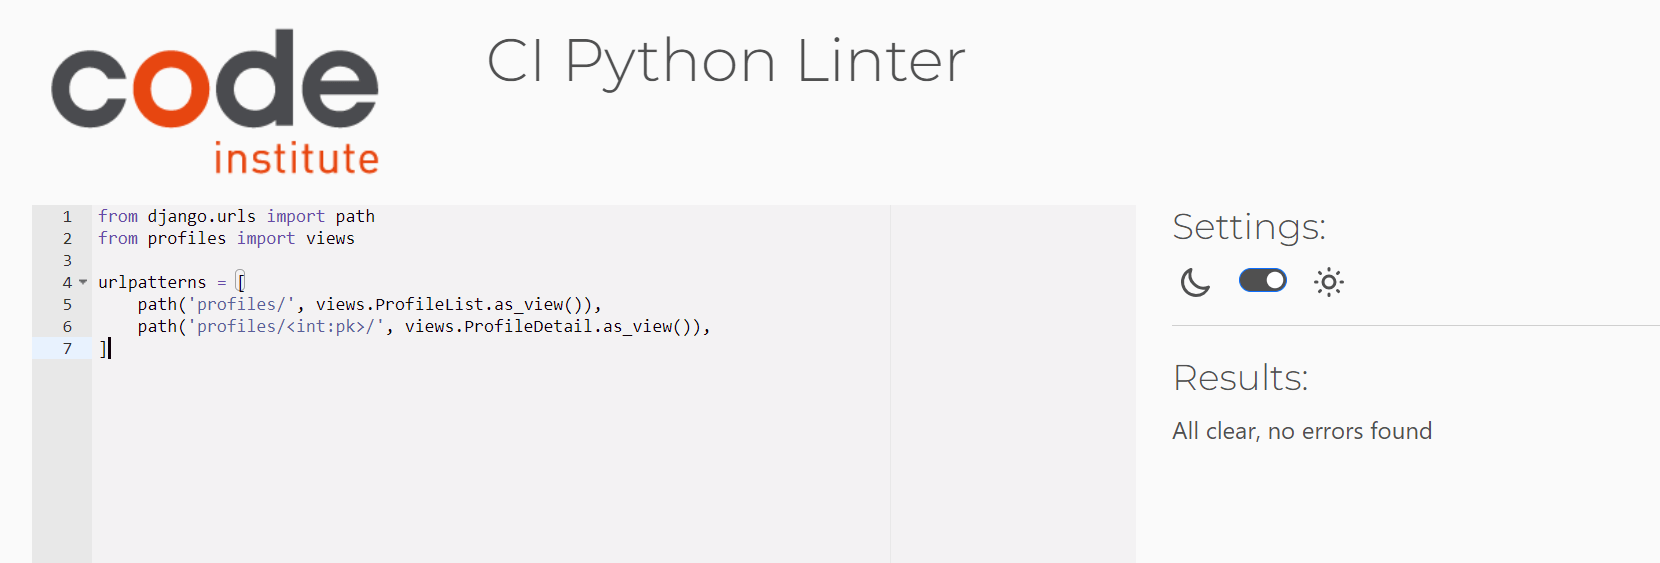 code
institute
CI Python Linter
1 from django.urls import path
2 from profiles import views
3
4 urlpatterns = [
5     path('profiles/', views.ProfileList.as_view()),
6     path('profiles/<int:pk>/', views.ProfileDetail.as_view()),
7 ]
Settings:
Results:
All clear, no errors found